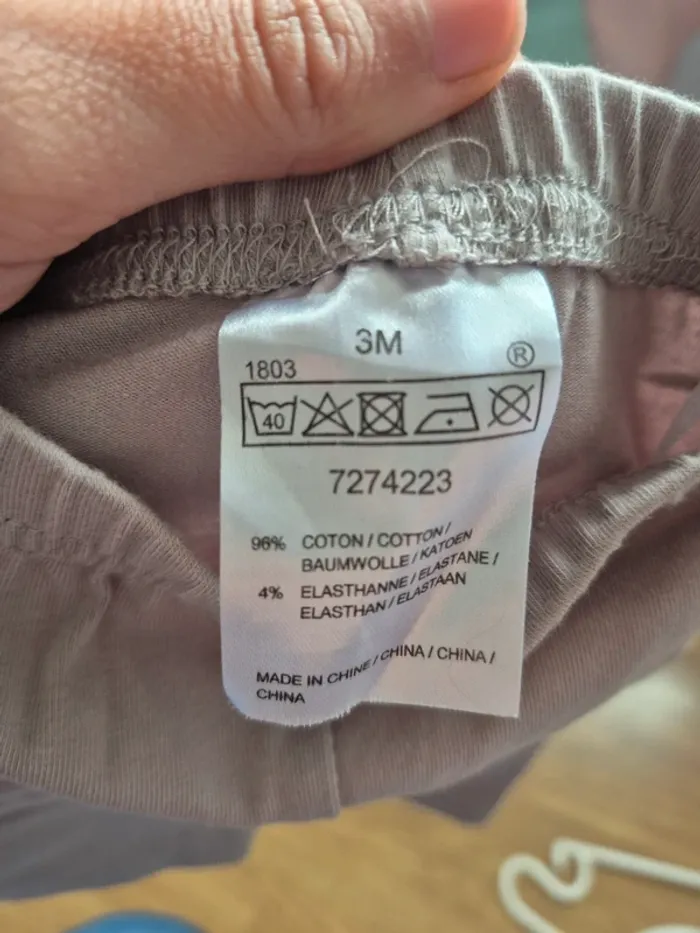 3M
1803
®
40
7274223
96% COTON / COTTON /
BAUMWOLLE / KATOEN
4% ELASTHANNE / ELASTANE /
ELASTHAN / ELASTAAN
MADE IN CHINE / CHINA / CHINA /
CHINA